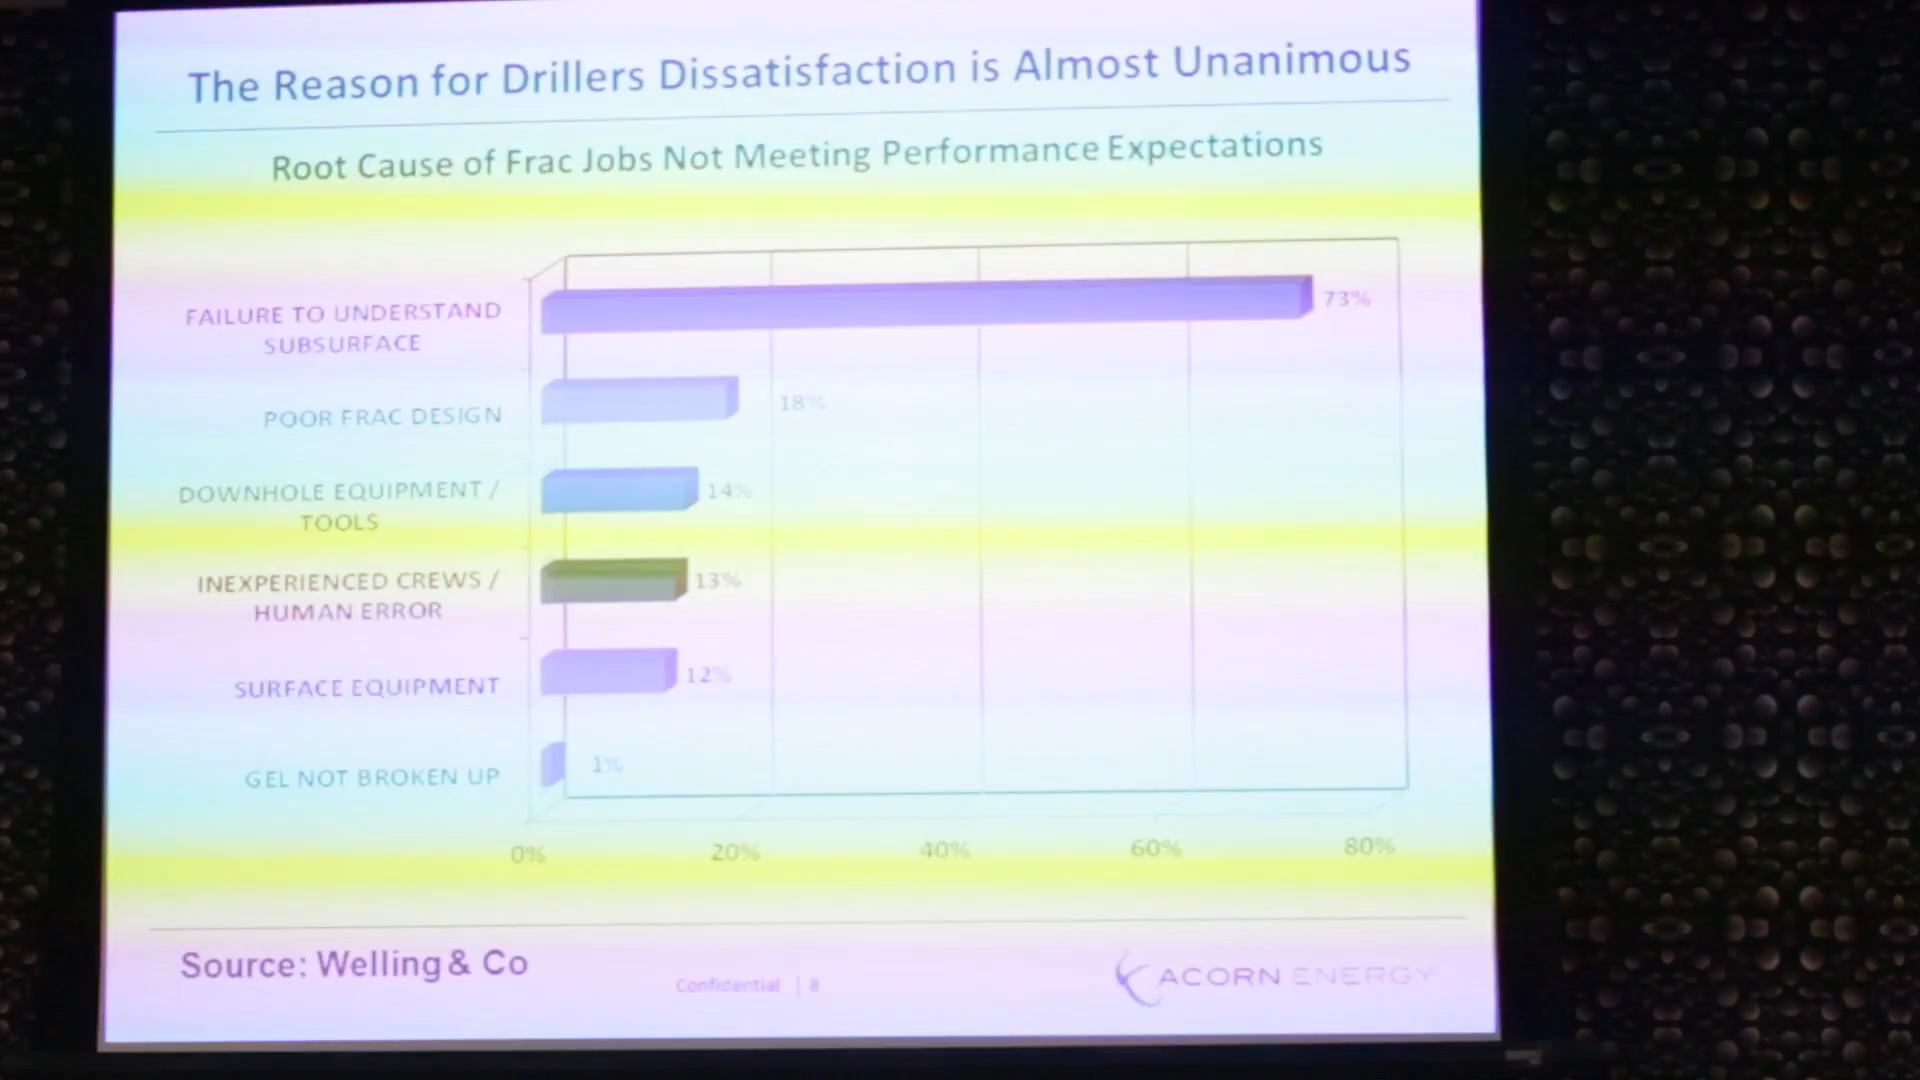 The Reason for Drillers Dissatisfaction is Almost Unanimous
Root Cause of Frac Jobs Not Meeting Performance Expectations
FAILURE TO UNDERSTAND
SUBSURFACE
73%
POOR FRAC DESIGN
18%
DOWNHOLE EQUIPMENT /
TOOLS
14%
INEXPERIENCED CREWS /
HUMAN ERROR
13%
SURFACE EQUIPMENT
12%
GEL NOT BROKEN UP
1%
0% 20% 40% 60% 80%
Source: Welling & Co
Confidential | 8
ACORN ENERGY